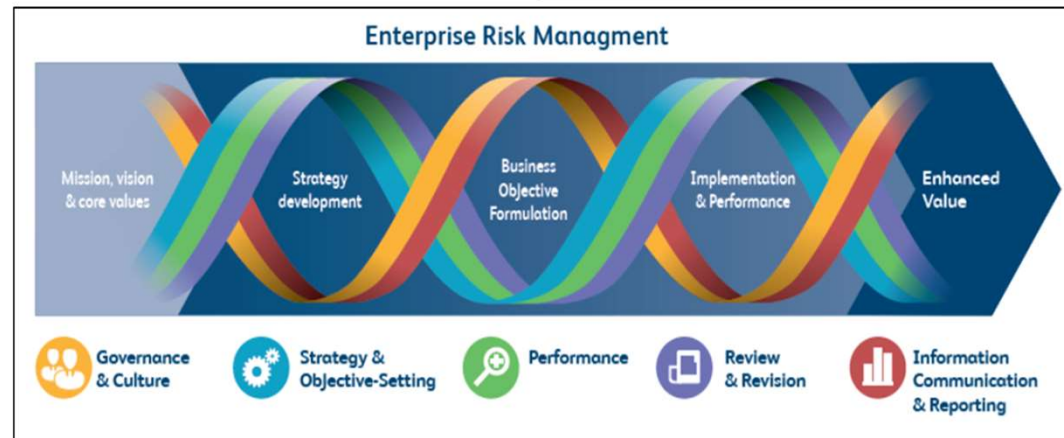 Enterprise Risk Managment
Mission, vision
& core values
Strategy
development
Business
Objective
Formulation
Implementation
& Performance
Enhanced
Value
Governance
& Culture
Strategy &
Objective-Setting
Performance
Review
& Revision
Information
Communication
& Reporting